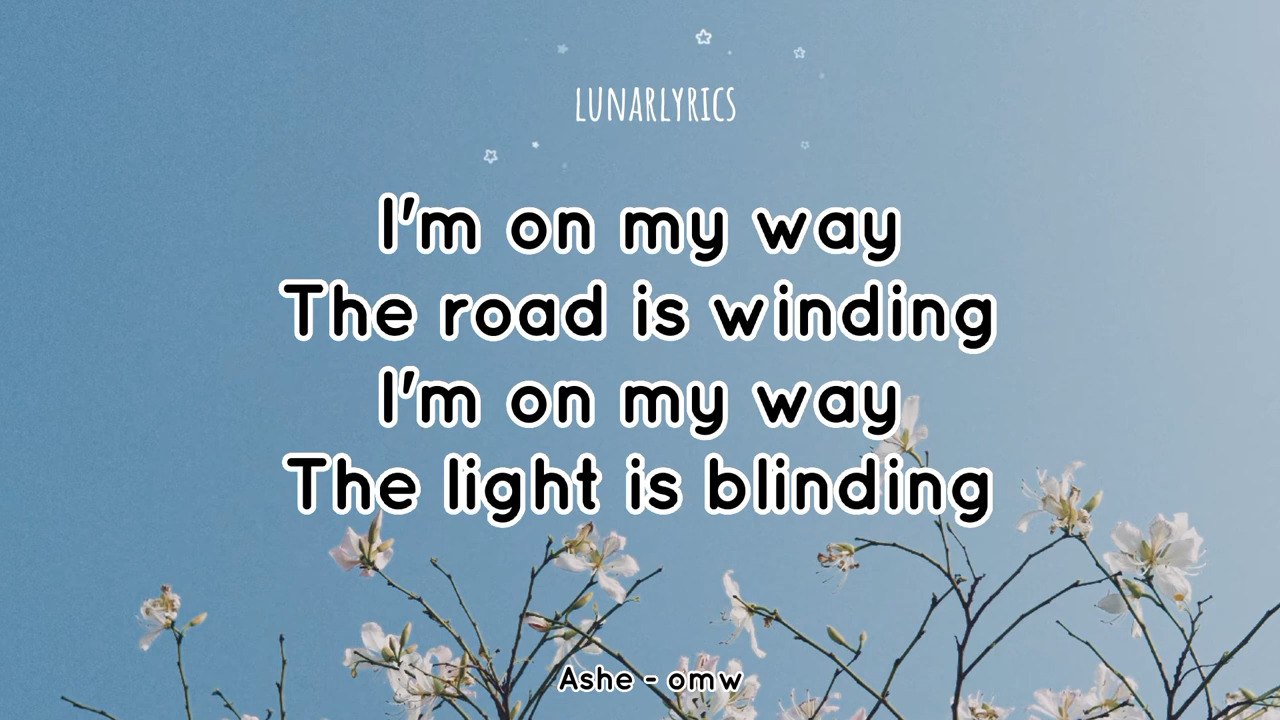 LUNARLYRICS
I'm on my way
The road is winding
I'm on my way
The light is blinding
Ashe - omw